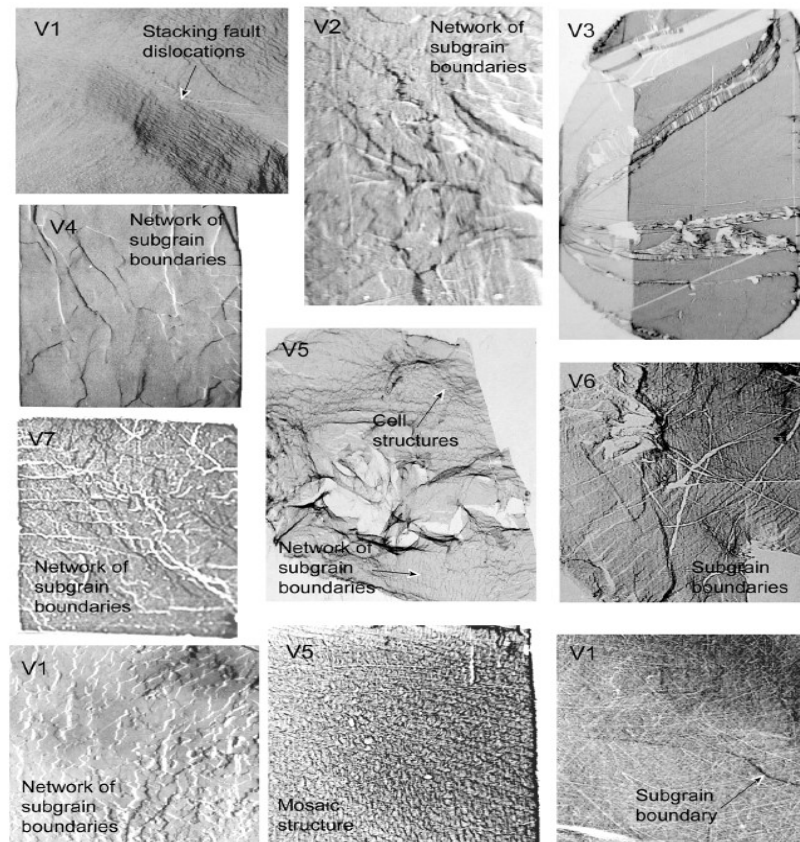 V1
Stacking fault
dislocations
V2
Network of
subgrain
boundaries
V3
V4
Network of
subgrain
boundaries
V5
Cell
structures
Network of
subgrain
boundaries
V6
Subgrain
boundaries
V7
Network of
subgrain
boundaries
V1
Network of
subgrain
boundaries
V5
Mosaic
structure
V1
Subgrain
boundary